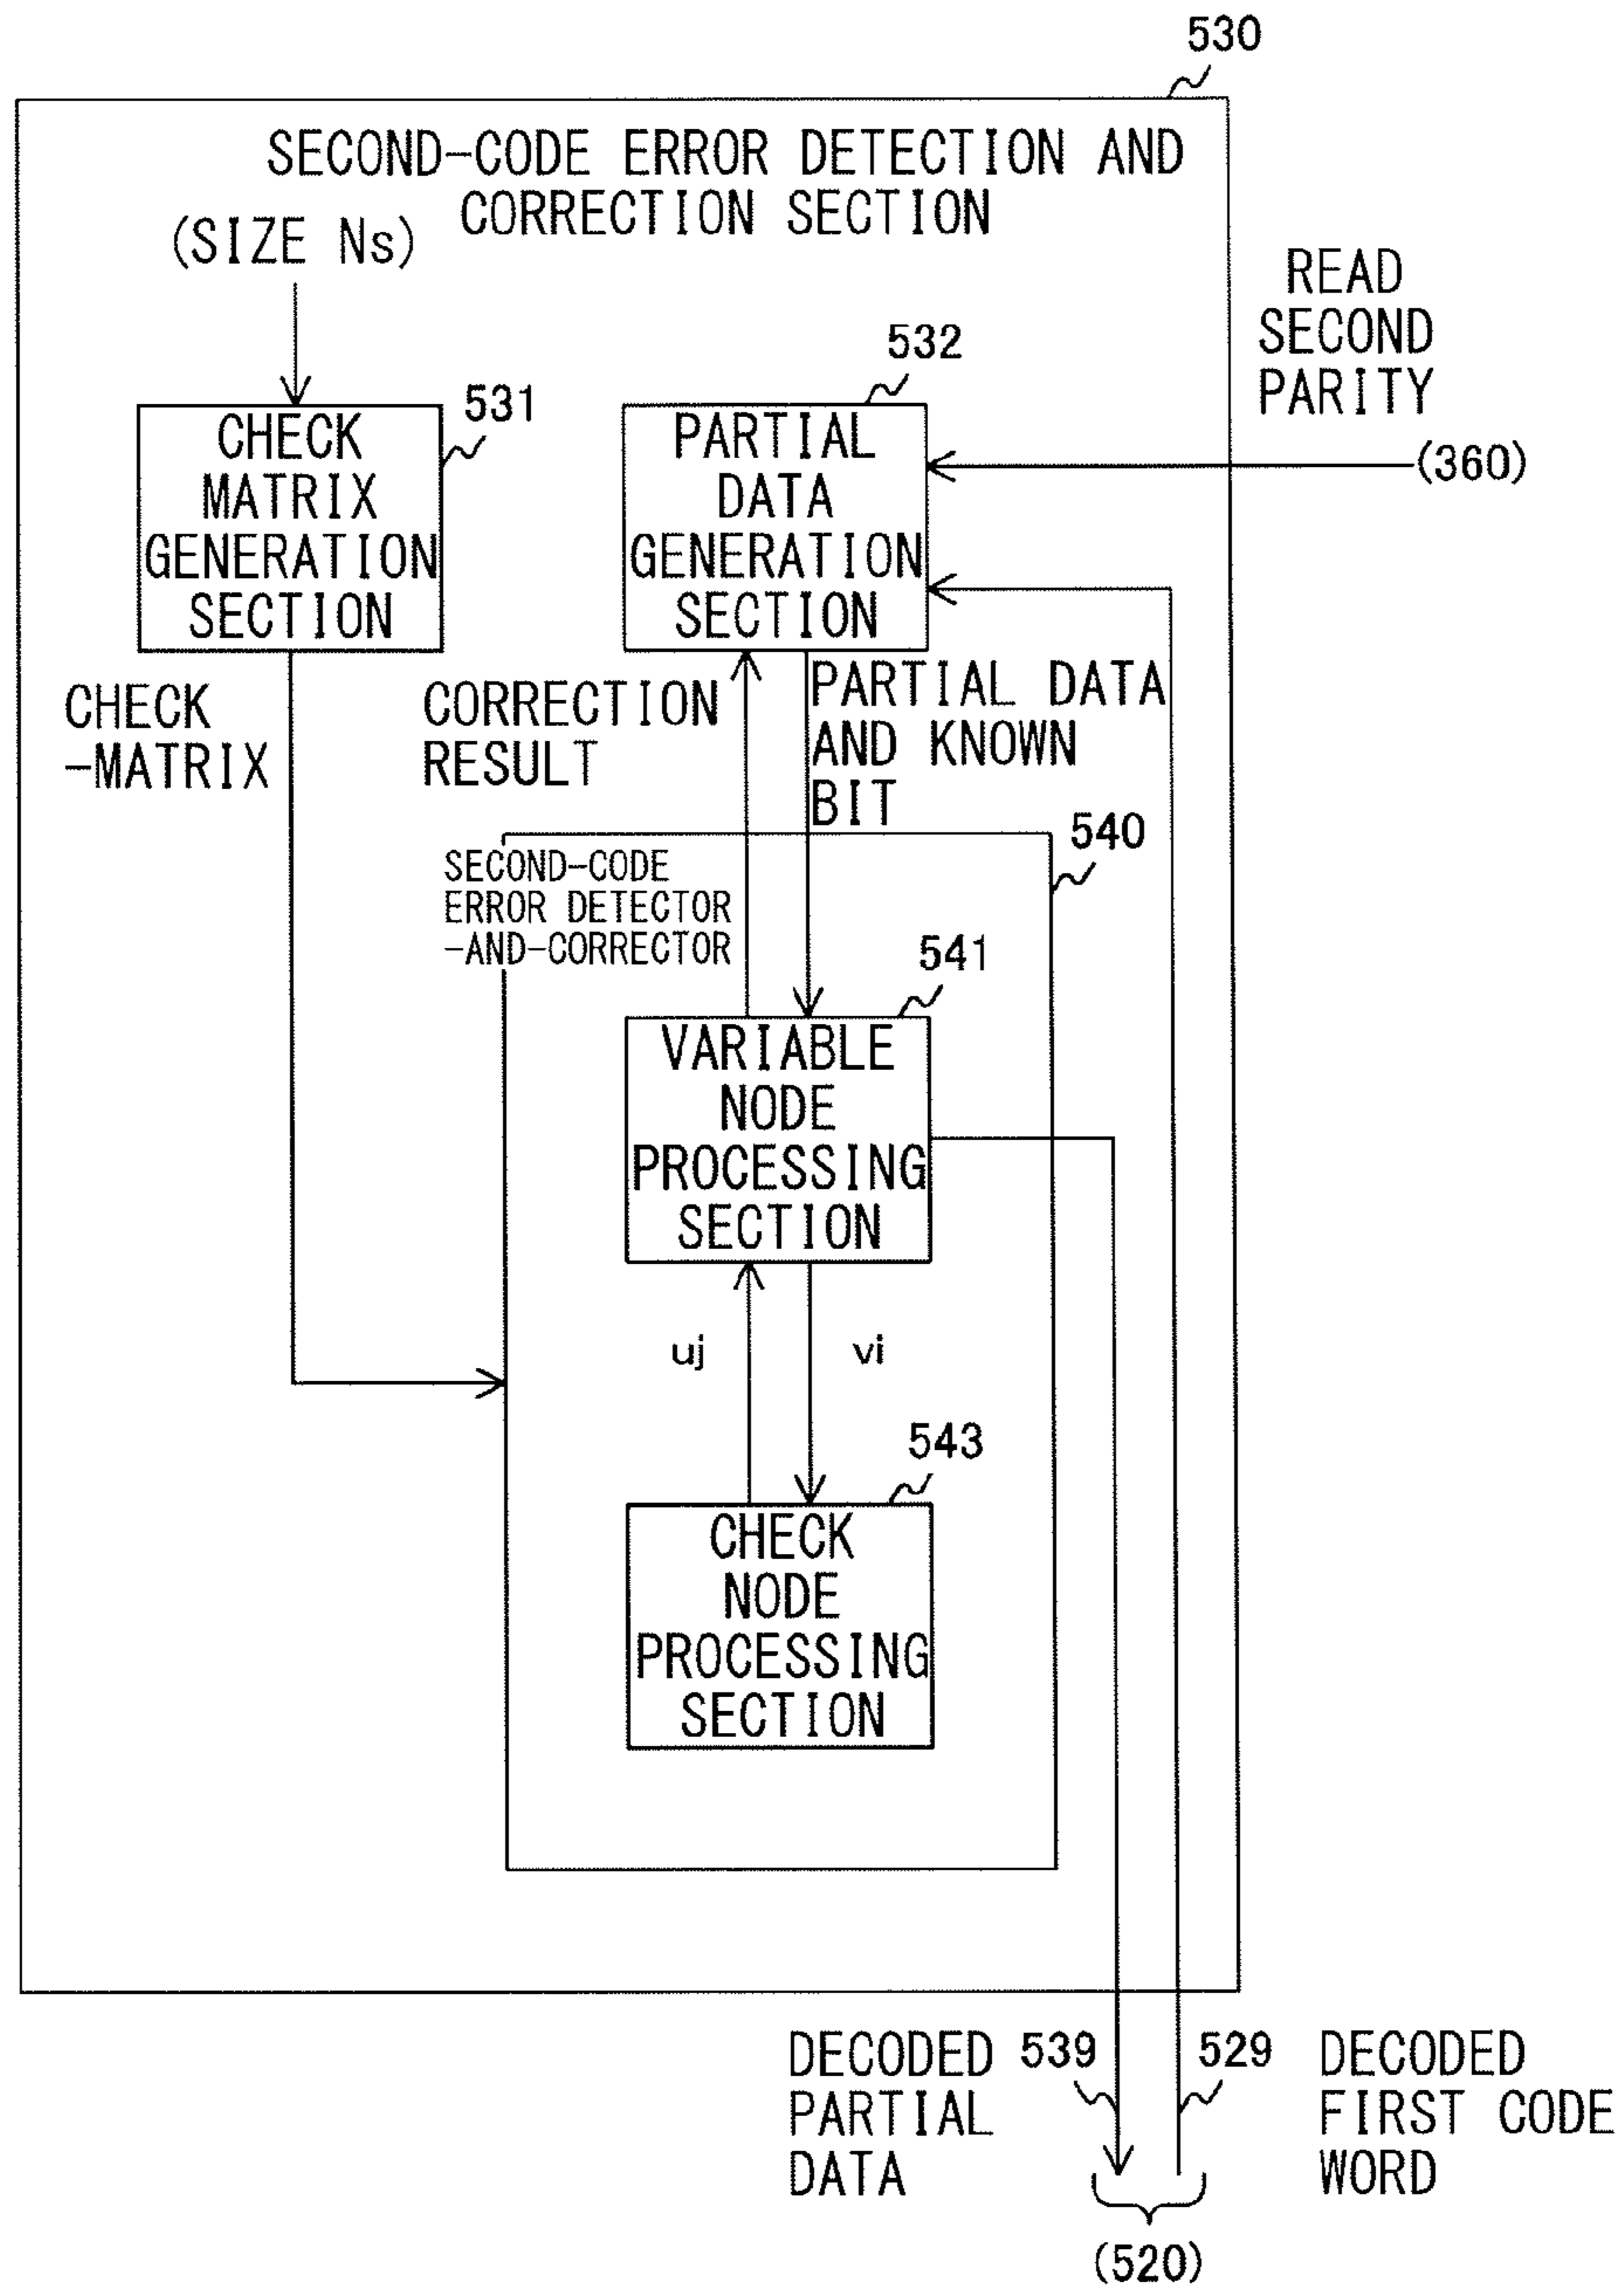 530
SECOND-CODE ERROR DETECTION AND
CORRECTION SECTION
(SIZE Ns)
READ
SECOND
PARITY
(360)
531
CHECK
MATRIX
GENERATION
SECTION
532
PARTIAL
DATA
GENERATION
SECTION
CHECK
-MATRIX
CORRECTION
RESULT
PARTIAL DATA
AND KNOWN
BIT
540
SECOND-CODE
ERROR DETECTOR
-AND-CORRECTOR
541
VARIABLE
NODE
PROCESSING
SECTION
uj
vi
543
CHECK
NODE
PROCESSING
SECTION
DECODED
PARTIAL
DATA
539
529
DECODED
FIRST CODE
WORD
(520)